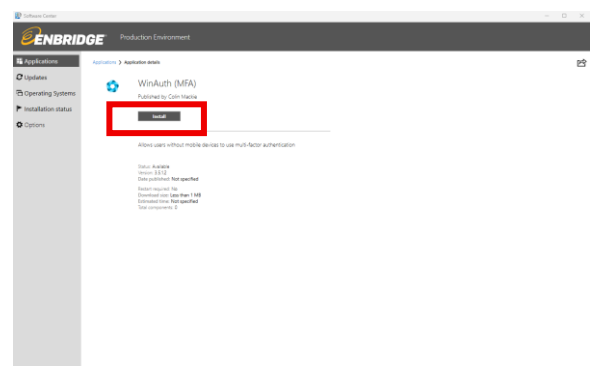 Software Center
ENBRIDGE Production Environment
Applications
Updates
Operating Systems
Installation status
Options
Applications > Application details
WinAuth (MFA)
Published by Colin Mackie
Install
Allows users without mobile devices to use multi-factor authentication
Status: Available
Version: 3.5.1.2
Date published: Not specified
Restart required: No
Download size: Less than 1 MB
Estimated time: Not specified
Total components: 0